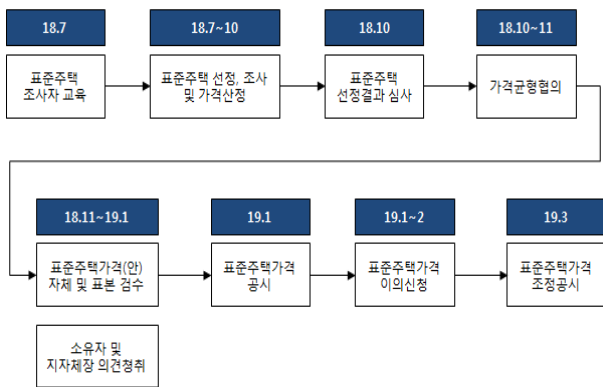 18.7
18.7~10
18.10
18.10~11
표준주택
조사자 교육
표준주택 선정, 조사
및 가격산정
표준주택
선정결과 심사
가격균형협의
18.11~19.1
19.1
19.1~2
19.3
표준주택가격(안)
자체 및 표본 검수
표준주택가격
공시
표준주택가격
이의신청
표준주택가격
조정공시
소유자 및
지자체장 의견청취